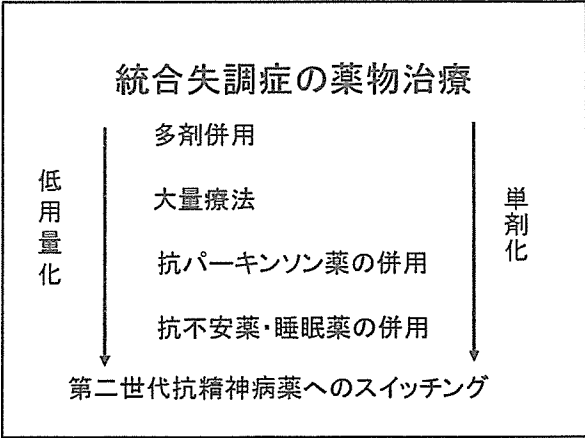 統合失調症の薬物治療
多剤併用
大量療法
抗パーキンソン薬の併用
抗不安薬・睡眠薬の併用
低用量化
単剤化
第二世代抗精神病薬へのスイッチング